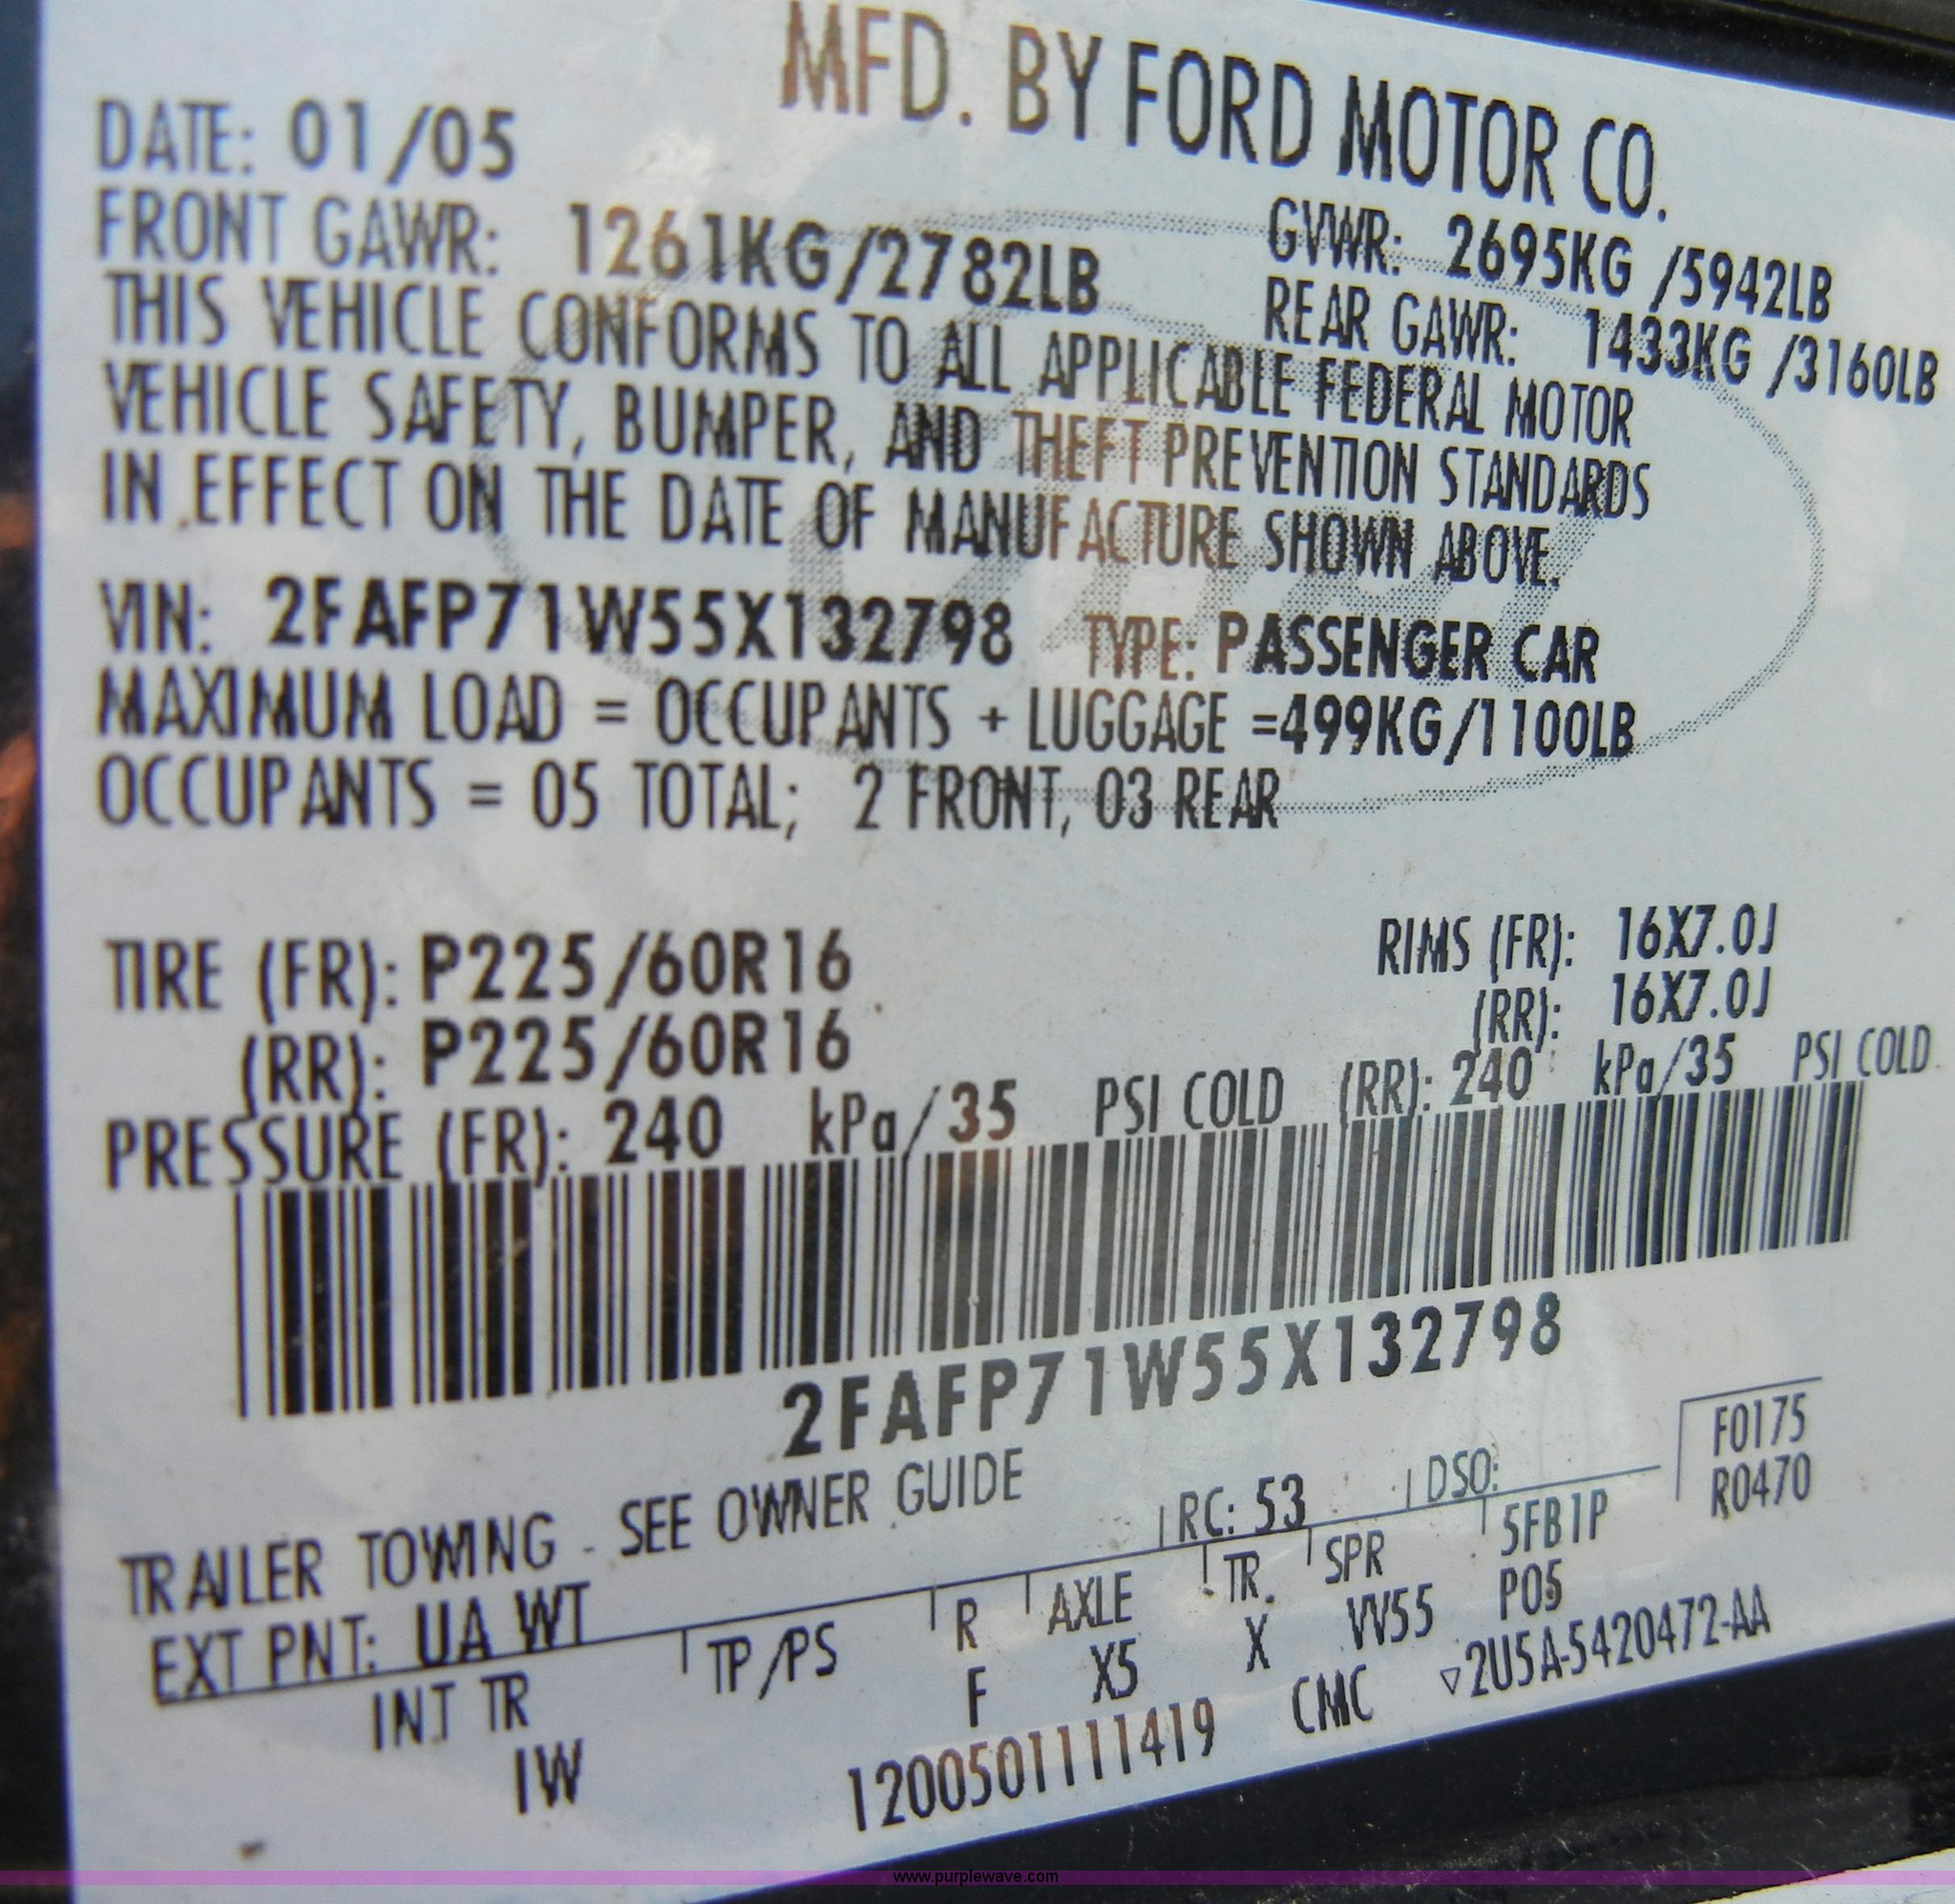 MFD. BY FORD MOTOR CO.
DATE: 01/05
GVWR: 2695KG /5942LB
FRONT GAWR: 1261KG/2782LB
REAR GAWR: 1433KG /3160LB
THIS VEHICLE CONFORMS TO ALL APPLICABLE FEDERAL MOTOR
VEHICLE SAFETY, BUMPER, AND THEFT PREVENTION STANDARDS
IN EFFECT ON THE DATE OF MANUFACTURE SHOWN ABOVE.
VIN: 2FAFP71W55X132798 TYPE: PASSENGER CAR
MAXIMUM LOAD = OCCUPANTS + LUGGAGE =499KG/1100LB
OCCUPANTS = 05 TOTAL; 2 FRONT, 03 REAR
TIRE (FR): P225/60R16 RIMS (FR): 16X7.0J
(RR): P225/60R16 (RR): 16X7.0J
PRESSURE (FR): 240 kPa/35 PSI COLD (RR): 240 kPa/35 PSI COLD
2FAFP71W55X132798
F0175
R0470
TRAILER TOWING - SEE OWNER GUIDE
EXT PNT: UA WT RC: 53 DSO:
INT TR TP/PS R AXLE TR. SPR 5FB1P
IW F X5 X VV55 P05
1200501111419 CMC ▽2U5A-5420472-AA
www.purplewave.com